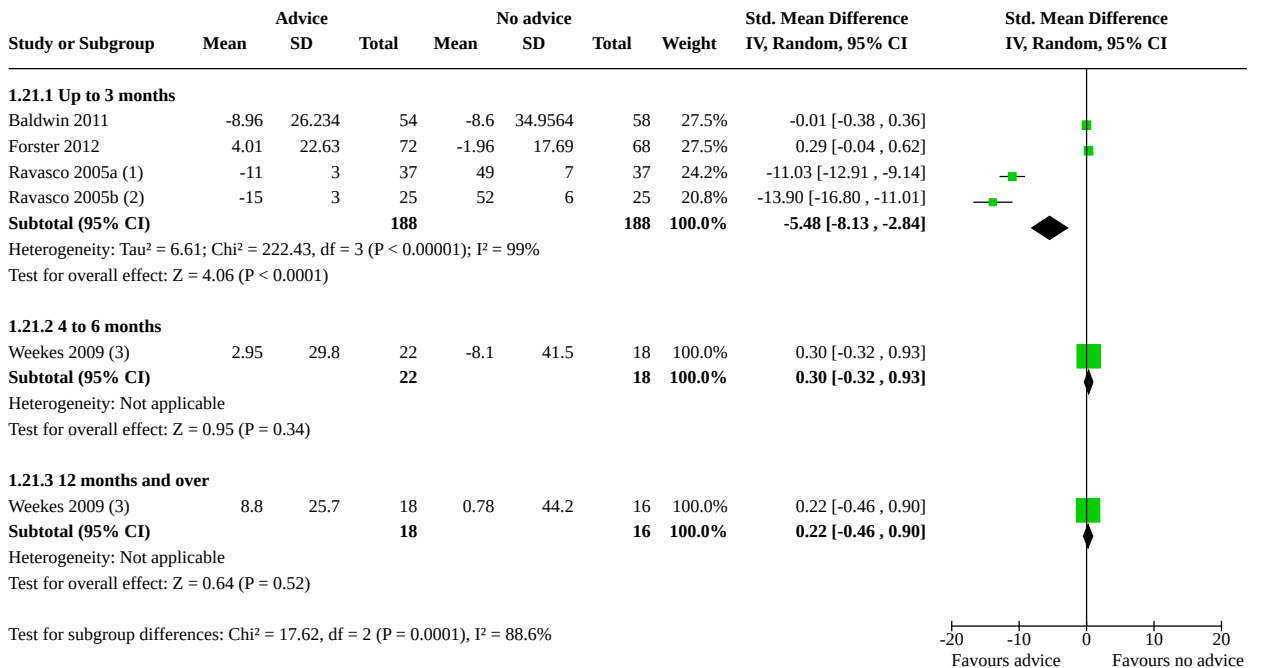 Advice No advice Std. Mean Difference Std. Mean Difference
Study or Subgroup Mean SD Total Mean SD Total Weight IV, Random, 95% CI IV, Random, 95% CI
1.21.1 Up to 3 months
Baldwin 2011 -8.96 26.234 54 -8.6 34.9564 58 27.5% -0.01 [-0.38 , 0.36]
Forster 2012 4.01 22.63 72 -1.96 17.69 68 27.5% 0.29 [-0.04 , 0.62]
Ravasco 2005a (1) -11 3 37 49 7 37 24.2% -11.03 [-12.91 , -9.14]
Ravasco 2005b (2) -15 3 25 52 6 25 20.8% -13.90 [-16.80 , -11.01]
Subtotal (95% CI) 188 188 100.0% -5.48 [-8.13 , -2.84]
Heterogeneity: Tau² = 6.61; Chi² = 222.43, df = 3 (P < 0.00001); I² = 99%
Test for overall effect: Z = 4.06 (P < 0.0001)
1.21.2 4 to 6 months
Weekes 2009 (3) 2.95 29.8 22 -8.1 41.5 18 100.0% 0.30 [-0.32 , 0.93]
Subtotal (95% CI) 22 18 100.0% 0.30 [-0.32 , 0.93]
Heterogeneity: Not applicable
Test for overall effect: Z = 0.95 (P = 0.34)
1.21.3 12 months and over
Weekes 2009 (3) 8.8 25.7 18 0.78 44.2 16 100.0% 0.22 [-0.46 , 0.90]
Subtotal (95% CI) 18 16 100.0% 0.22 [-0.46 , 0.90]
Heterogeneity: Not applicable
Test for overall effect: Z = 0.64 (P = 0.52)
Test for subgroup differences: Chi² = 17.62, df = 2 (P = 0.0001), I² = 88.6%
-20 -10 0 10 20
Favours advice Favours no advice